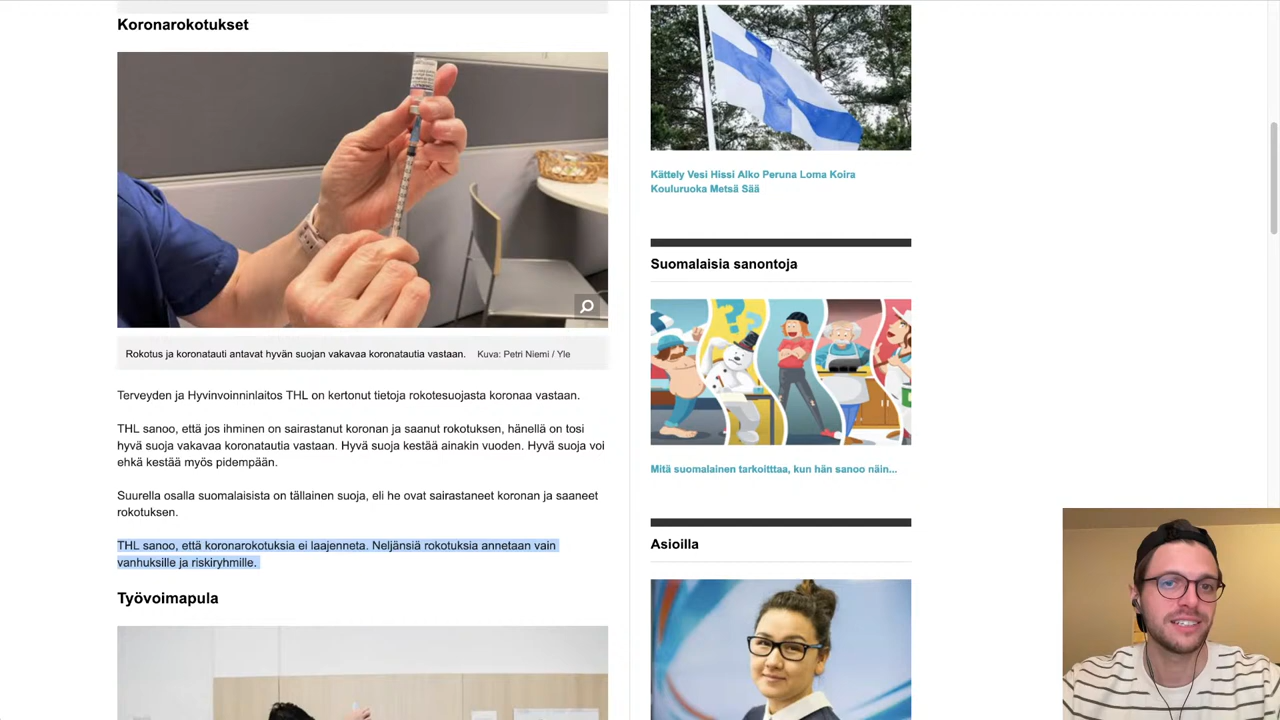 Koronarokotukset
Rokotus ja koronatauti antavat hyvän suojan vakavaa koronatautia vastaan. Kuva: Petri Niemi / Yle
Terveyden ja Hyvinvoinninlaitos THL on kertonut tietoja rokotesuojasta koronaa vastaan.
THL sanoo, että jos ihminen on sairastanut koronan ja saanut rokotuksen, hänellä on tosi
hyvä suoja vakavaa koronatautia vastaan. Hyvä suoja kestää ainakin vuoden. Hyvä suoja voi
ehkä kestää myös pidempään.
Suurella osalla suomalaisista on tällainen suoja, eli he ovat sairastaneet koronan ja saaneet
rokotuksen.
THL sanoo, että koronarokotuksia ei laajenneta. Neljänsiä rokotuksia annetaan vain
vanhuksille ja riskiryhmille.
Työvoimapula
Kättely Vesi Hissi Alko Peruna Loma Koira
Kouluruoka Metsä Sää
Suomalaisia sanontoja
Mitä suomalainen tarkoitttaa, kun hän sanoo näin...
Asioilla